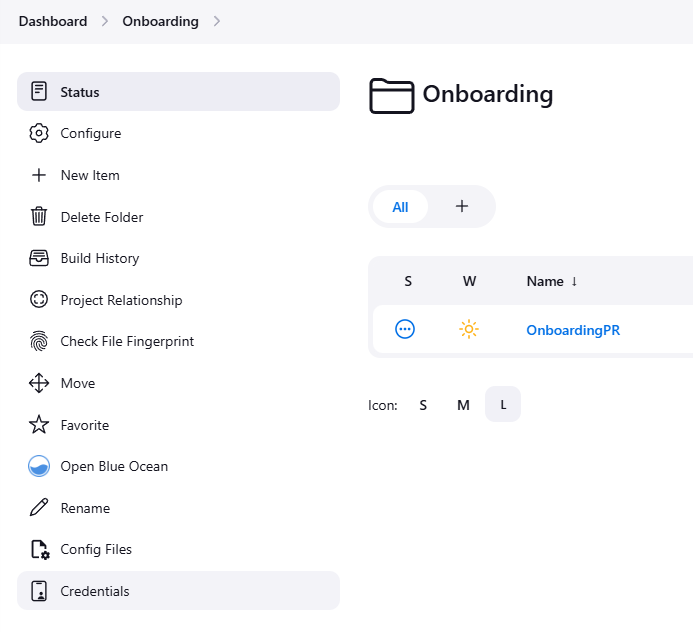 Dashboard > Onboarding >
Status
Configure
New Item
Delete Folder
Build History
Project Relationship
Check File Fingerprint
Move
Favorite
Open Blue Ocean
Rename
Config Files
Credentials
Onboarding
All +
S W Name ↓
OnboardingPR
Icon: S M L